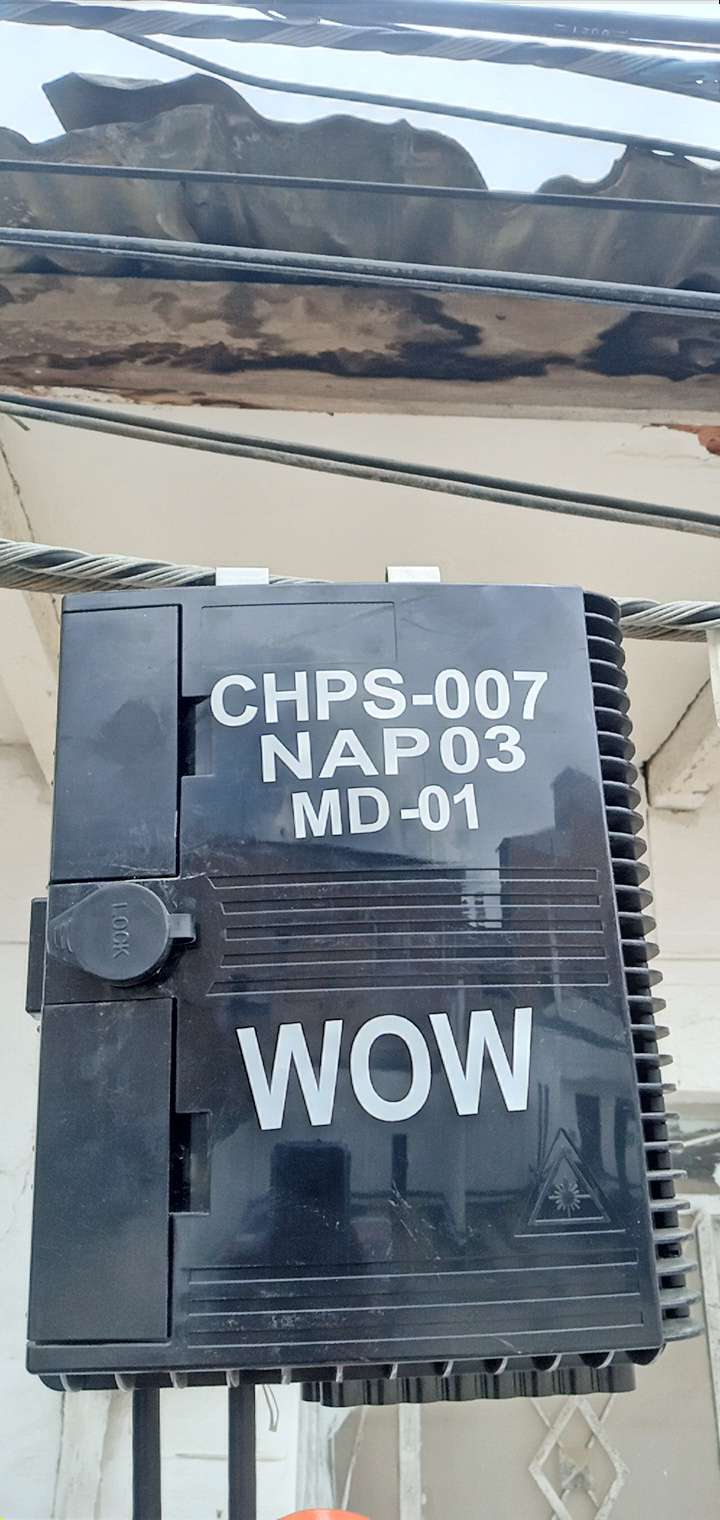 CHPS-007
NAP03
MD-01
LOCK
WOW